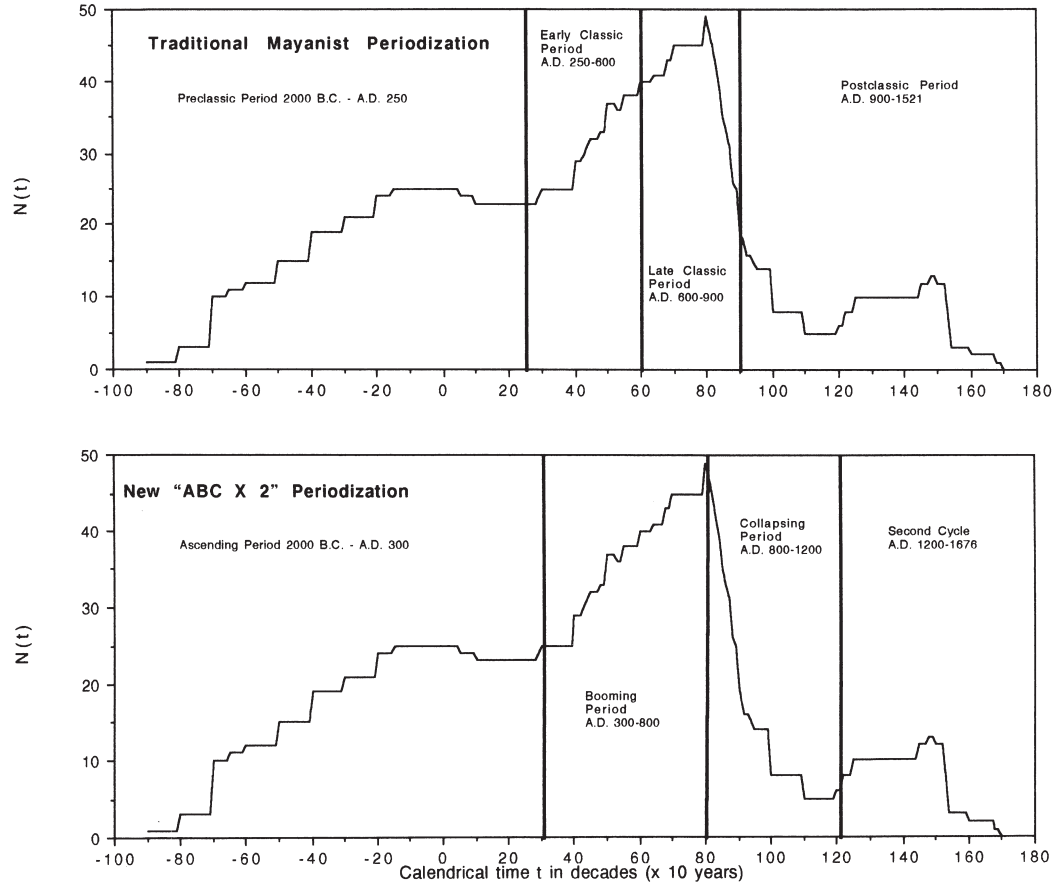 50
40
30
20
10
0
N(t)
Traditional Mayanist Periodization
Preclassic Period 2000 B.C. - A.D. 250
Early Classic
Period
A.D. 250-600
Late Classic
Period
A.D. 600-900
Postclassic Period
A.D. 900-1521
-100 -80 -60 -40 -20 0 20 40 60 80 100 120 140 160 180
50
40
30
20
10
0
N(t)
New "ABC X 2" Periodization
Ascending Period 2000 B.C. - A.D. 300
Booming
Period
A.D. 300-800
Collapsing
Period
A.D. 800-1200
Second Cycle
A.D. 1200-1676
-100 -80 -60 -40 -20 0 20 40 60 80 100 120 140 160 180
Calendrical time t in decades (x 10 years)